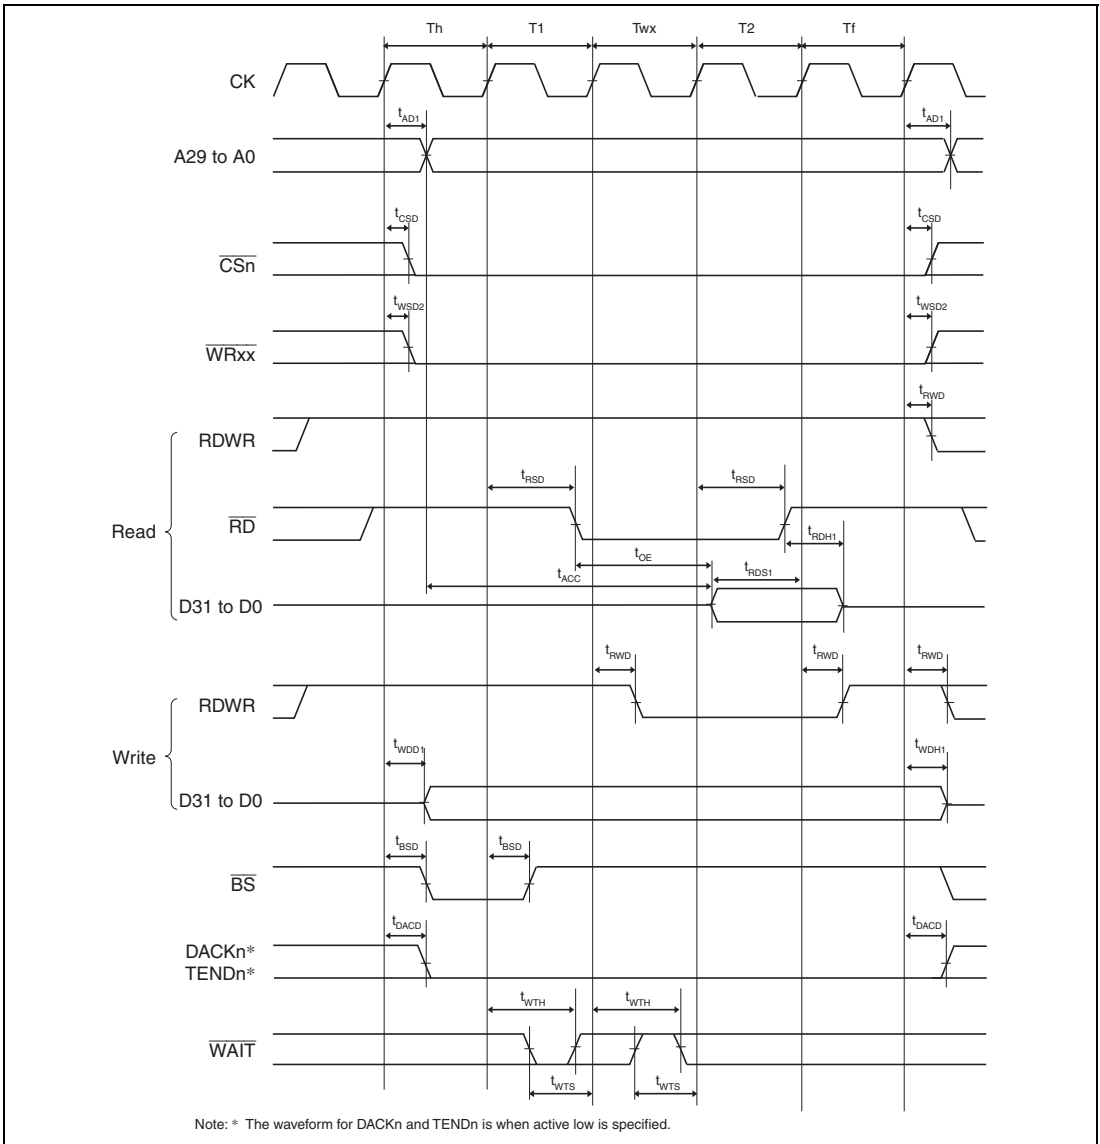 Th T1 Twx T2 Tf
CK
tAD1 tAD1
A29 to A0
tCSD tCSD
CSn
tWSD2 tWSD2
WRxx
tRWD
RDWR
tRSD tRSD
Read
RD
tRDH1
tOE
tACC tRDS1
D31 to D0
tRWD tRWD tRWD
RDWR
Write
tWDD1 tWDH1
D31 to D0
tBSD tBSD
BS
tDACD tDACD
DACKn*
TENDn*
tWTH tWTH
WAIT
tWTS tWTS
Note: * The waveform for DACKn and TENDn is when active low is specified.